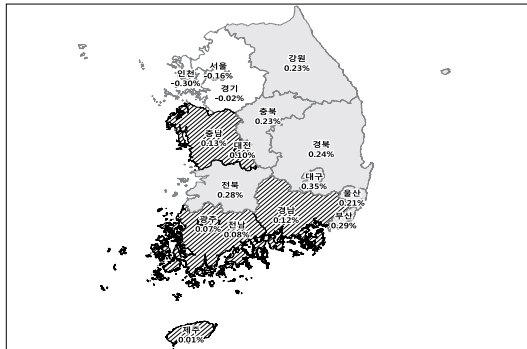 서울
-0.16%
인천
-0.30%
경기
-0.02%
강원
0.23%
충북
0.23%
충남
0.13%
대전
0.10%
경북
0.24%
대구
0.35%
전북
0.28%
울산
0.21%
경남
0.12%
부산
0.29%
광주
0.07%
전남
0.08%
제주
0.01%